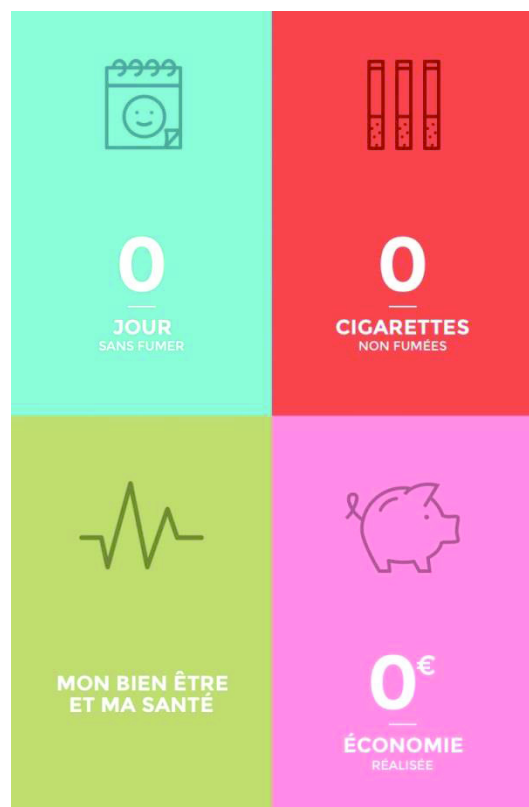 0
JOUR
SANS FUMER
0
CIGARETTES
NON FUMÉES
MON BIEN ÊTRE
ET MA SANTÉ
0€
ÉCONOMIE
RÉALISÉE